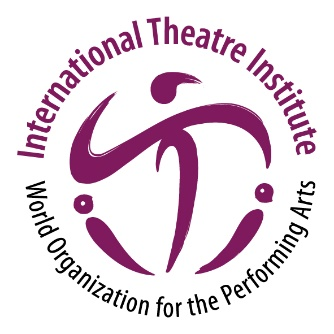 International Theatre Institute
World Organization for the Performing Arts